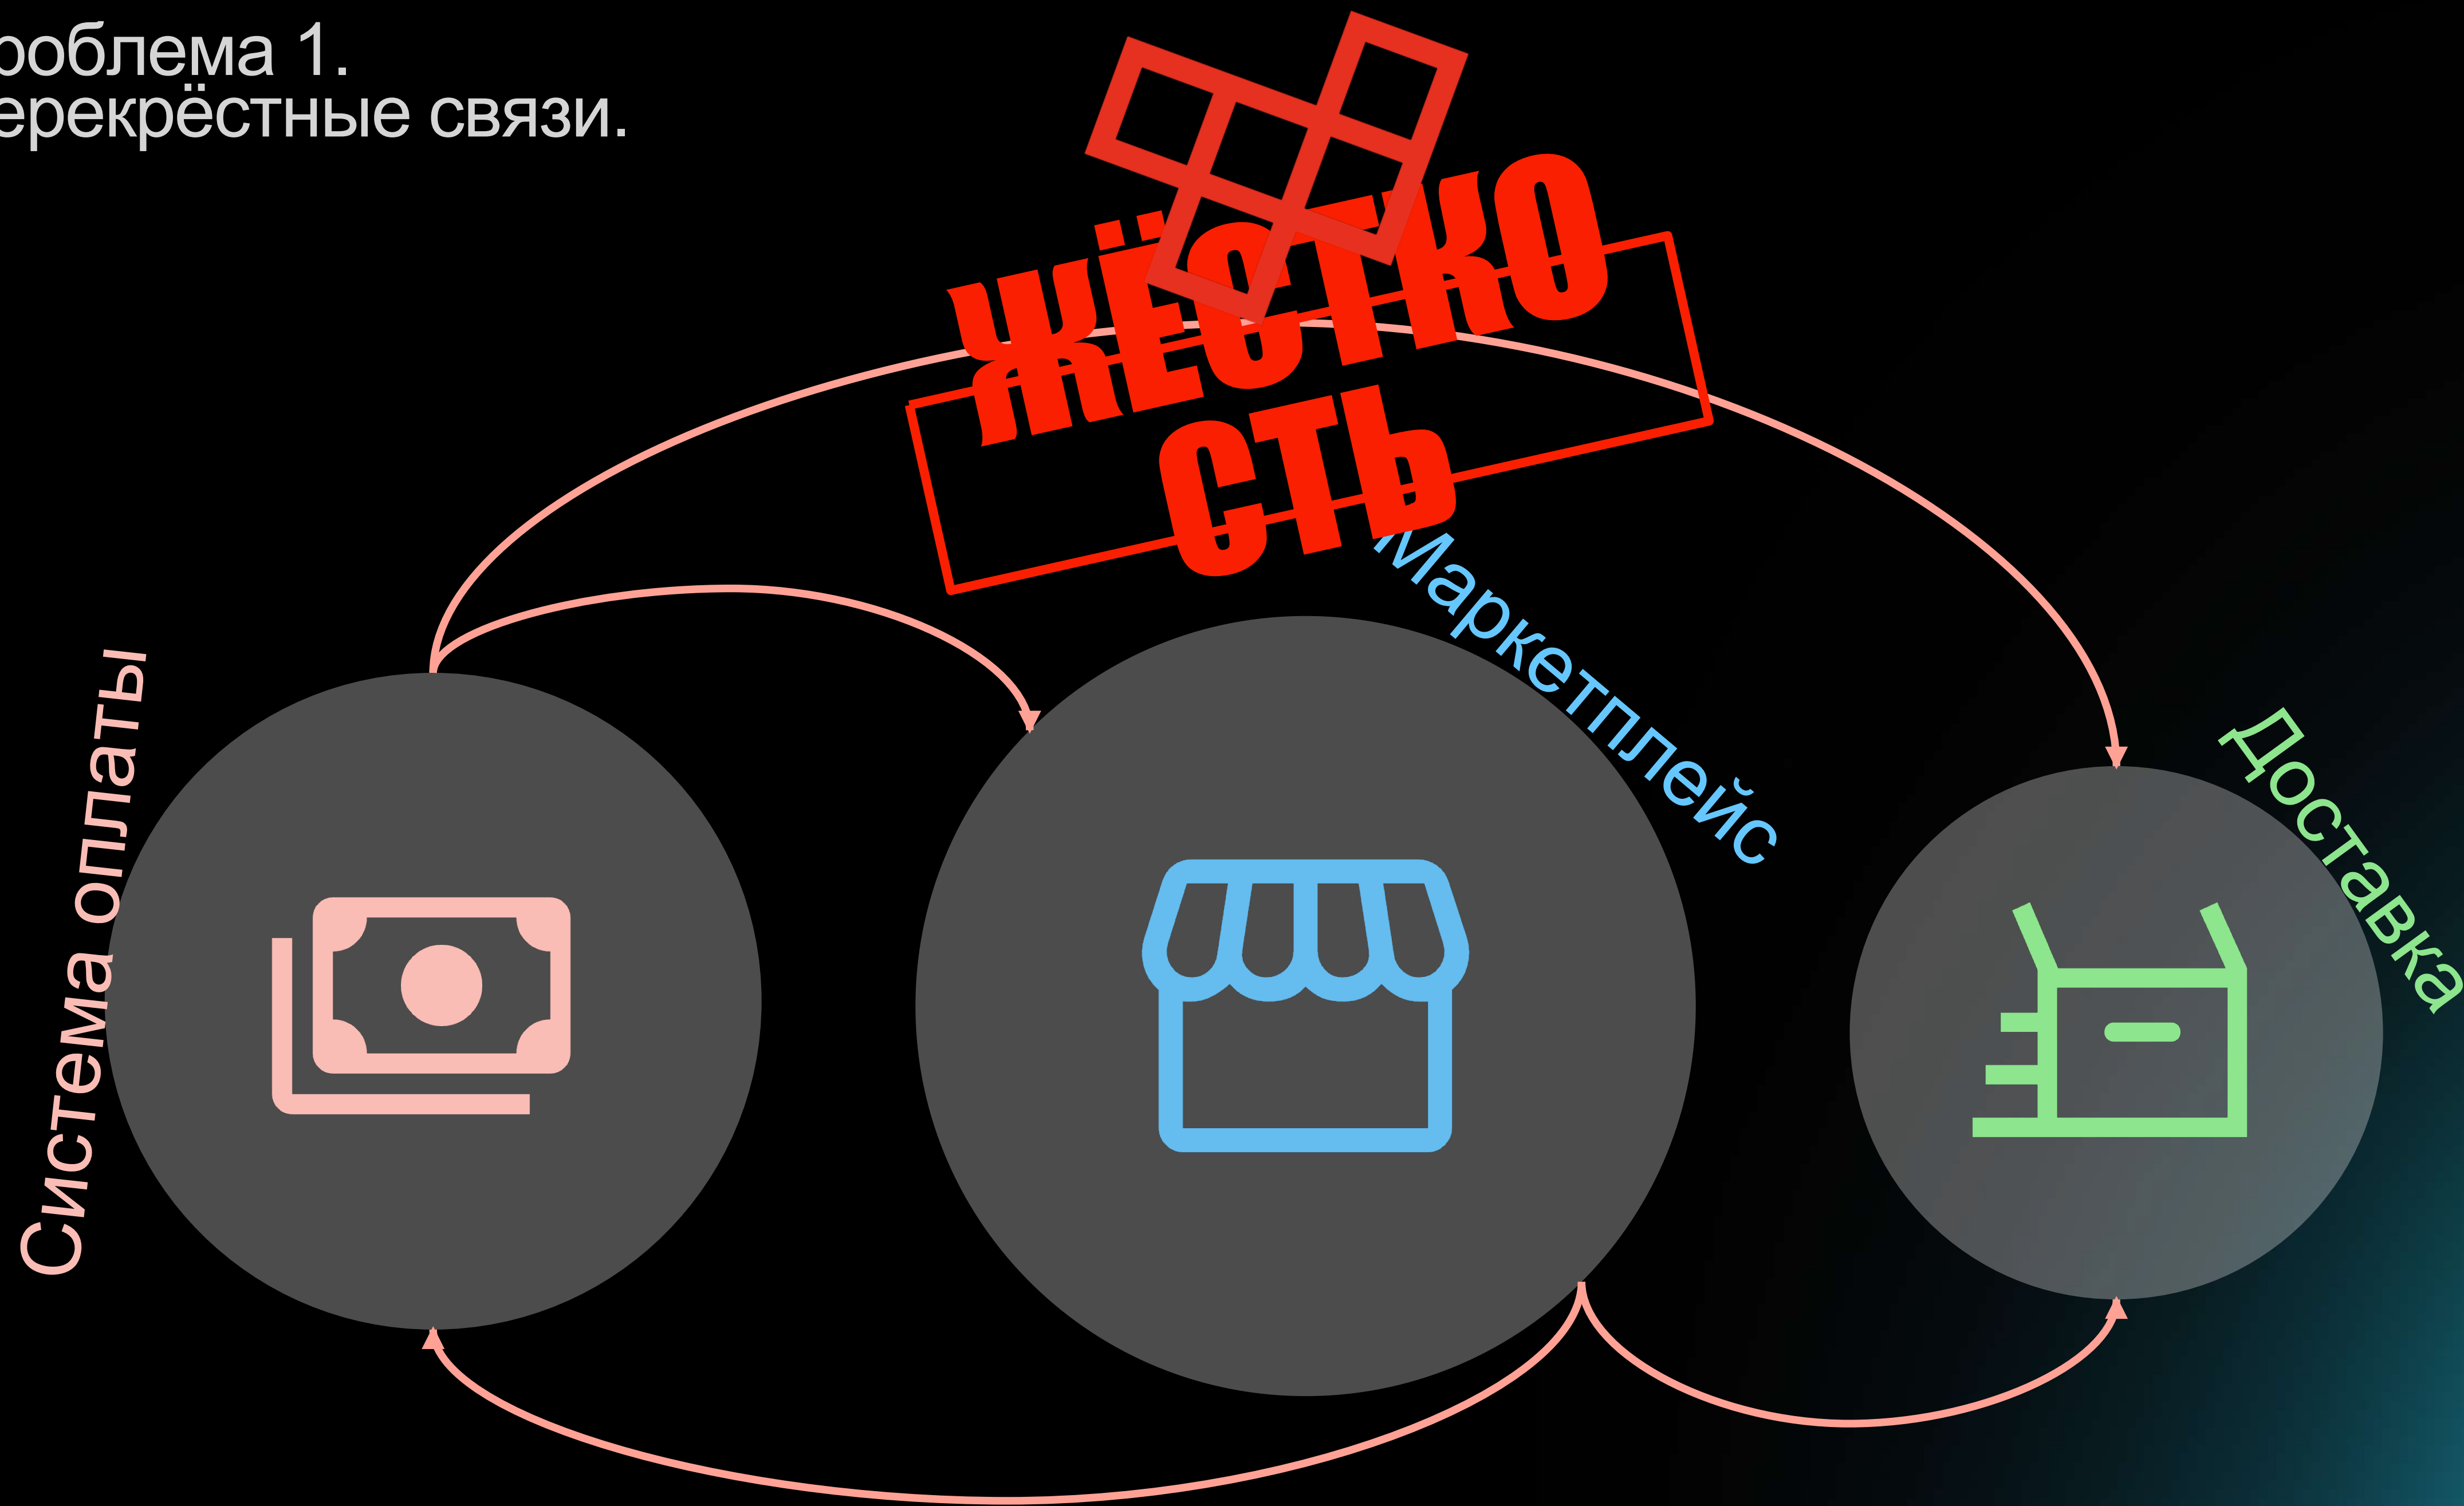 роблема 1.
ерекрёстные связи.
ЖЁСТКО
СТЬ
Маркетплейс
Система оплаты
Доставка